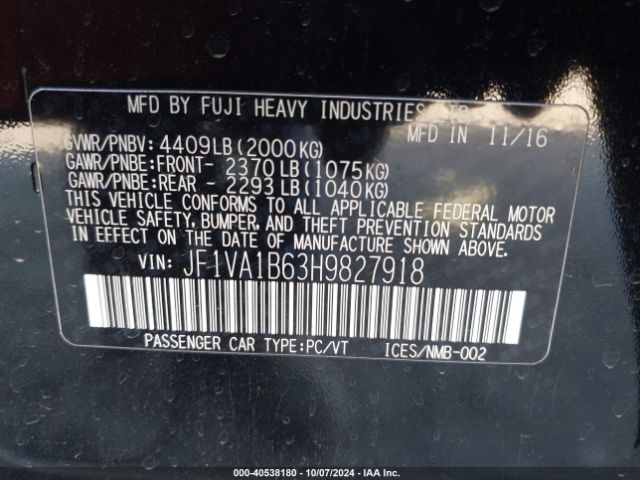 MFD BY FUJI HEAVY INDUSTRIES LTD.
MFD IN 11/16
GVWR/PNBV: 4409LB(2000KG)
GAWR/PNBE:FRONT- 2370LB(1075KG)
GAWR/PNBE:REAR - 2293LB(1040KG)
THIS VEHICLE CONFORMS TO ALL APPLICABLE FEDERAL MOTOR
VEHICLE SAFETY, BUMPER, AND THEFT PREVENTION STANDARDS
IN EFFECT ON THE DATE OF MANUFACTURE SHOWN ABOVE.
VIN: JF1VA1B63H9827918
PASSENGER CAR TYPE:PC/VT ICES/NMB-002
000-40538180 - 10/07/2024 - IAA Inc.